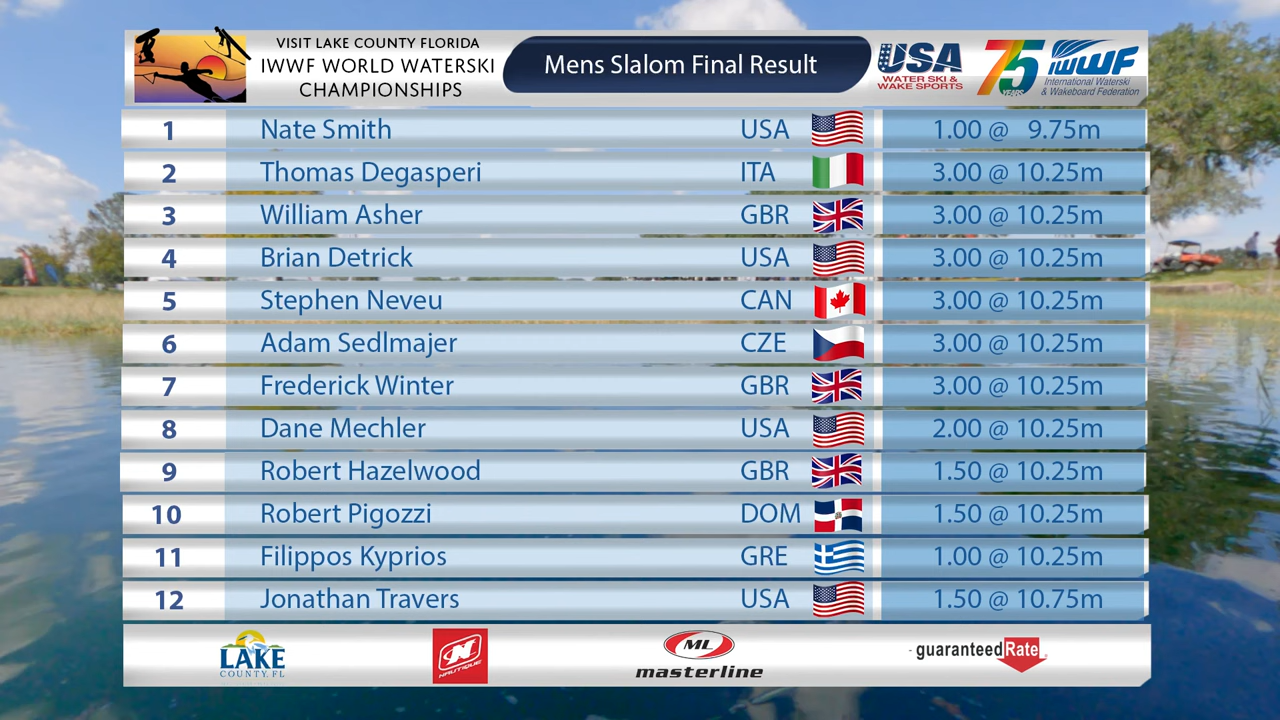 VISIT LAKE COUNTY FLORIDA
IWWF WORLD WATERSKI
CHAMPIONSHIPS
Mens Slalom Final Result
USA
WATER SKI &
WAKE SPORTS
75
YEARS
IWWF
International Waterski
& Wakeboard Federation
1 Nate Smith USA 1.00 @ 9.75m
2 Thomas Degasperi ITA 3.00 @ 10.25m
3 William Asher GBR 3.00 @ 10.25m
4 Brian Detrick USA 3.00 @ 10.25m
5 Stephen Neveu CAN 3.00 @ 10.25m
6 Adam Sedlmajer CZE 3.00 @ 10.25m
7 Frederick Winter GBR 3.00 @ 10.25m
8 Dane Mechler USA 2.00 @ 10.25m
9 Robert Hazelwood GBR 1.50 @ 10.25m
10 Robert Pigozzi DOM 1.50 @ 10.25m
11 Filippos Kyprios GRE 1.00 @ 10.25m
12 Jonathan Travers USA 1.50 @ 10.75m
LAKE
COUNTY, FL
N
NAUTIQUE
ML
masterline
guaranteedRate